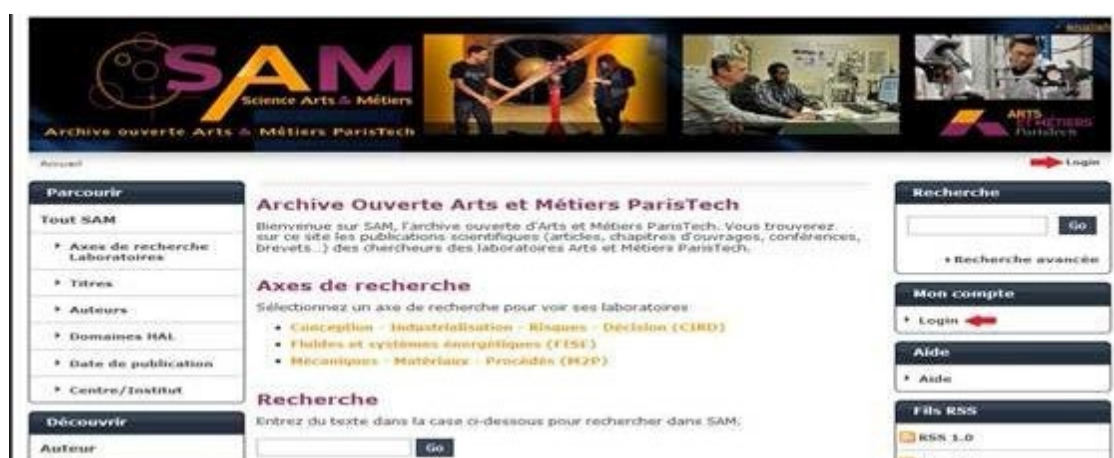 English
SAM
Science Arts & Métiers
Archive ouverte Arts & Métiers ParisTech
ARTS
ET MÉTIERS
ParisTech
Accueil
Login
Parcourir
Tout SAM
Axes de recherche
Laboratoires
Titres
Auteurs
Domaines HAL
Date de publication
Centre/Institut
Découvrir
Auteur
Archive Ouverte Arts et Métiers ParisTech
Bienvenue sur SAM, l'archive ouverte d'Arts et Métiers ParisTech. Vous trouverez
sur ce site les publications scientifiques (articles, chapitres d'ouvrages, conférences,
brevets...) des chercheurs des laboratoires Arts et Métiers ParisTech.
Axes de recherche
Sélectionnez un axe de recherche pour voir ses laboratoires
Conception - Industrialisation - Risques - Décision (CIRD)
Fluides et systèmes énergétiques (FISE)
Mécaniques - Matériaux - Procédés (M2P)
Recherche
Entrez du texte dans la case ci-dessous pour rechercher dans SAM.
Go
Recherche
Go
Recherche avancée
Mon compte
Login
Aide
Aide
Fils RSS
RSS 1.0